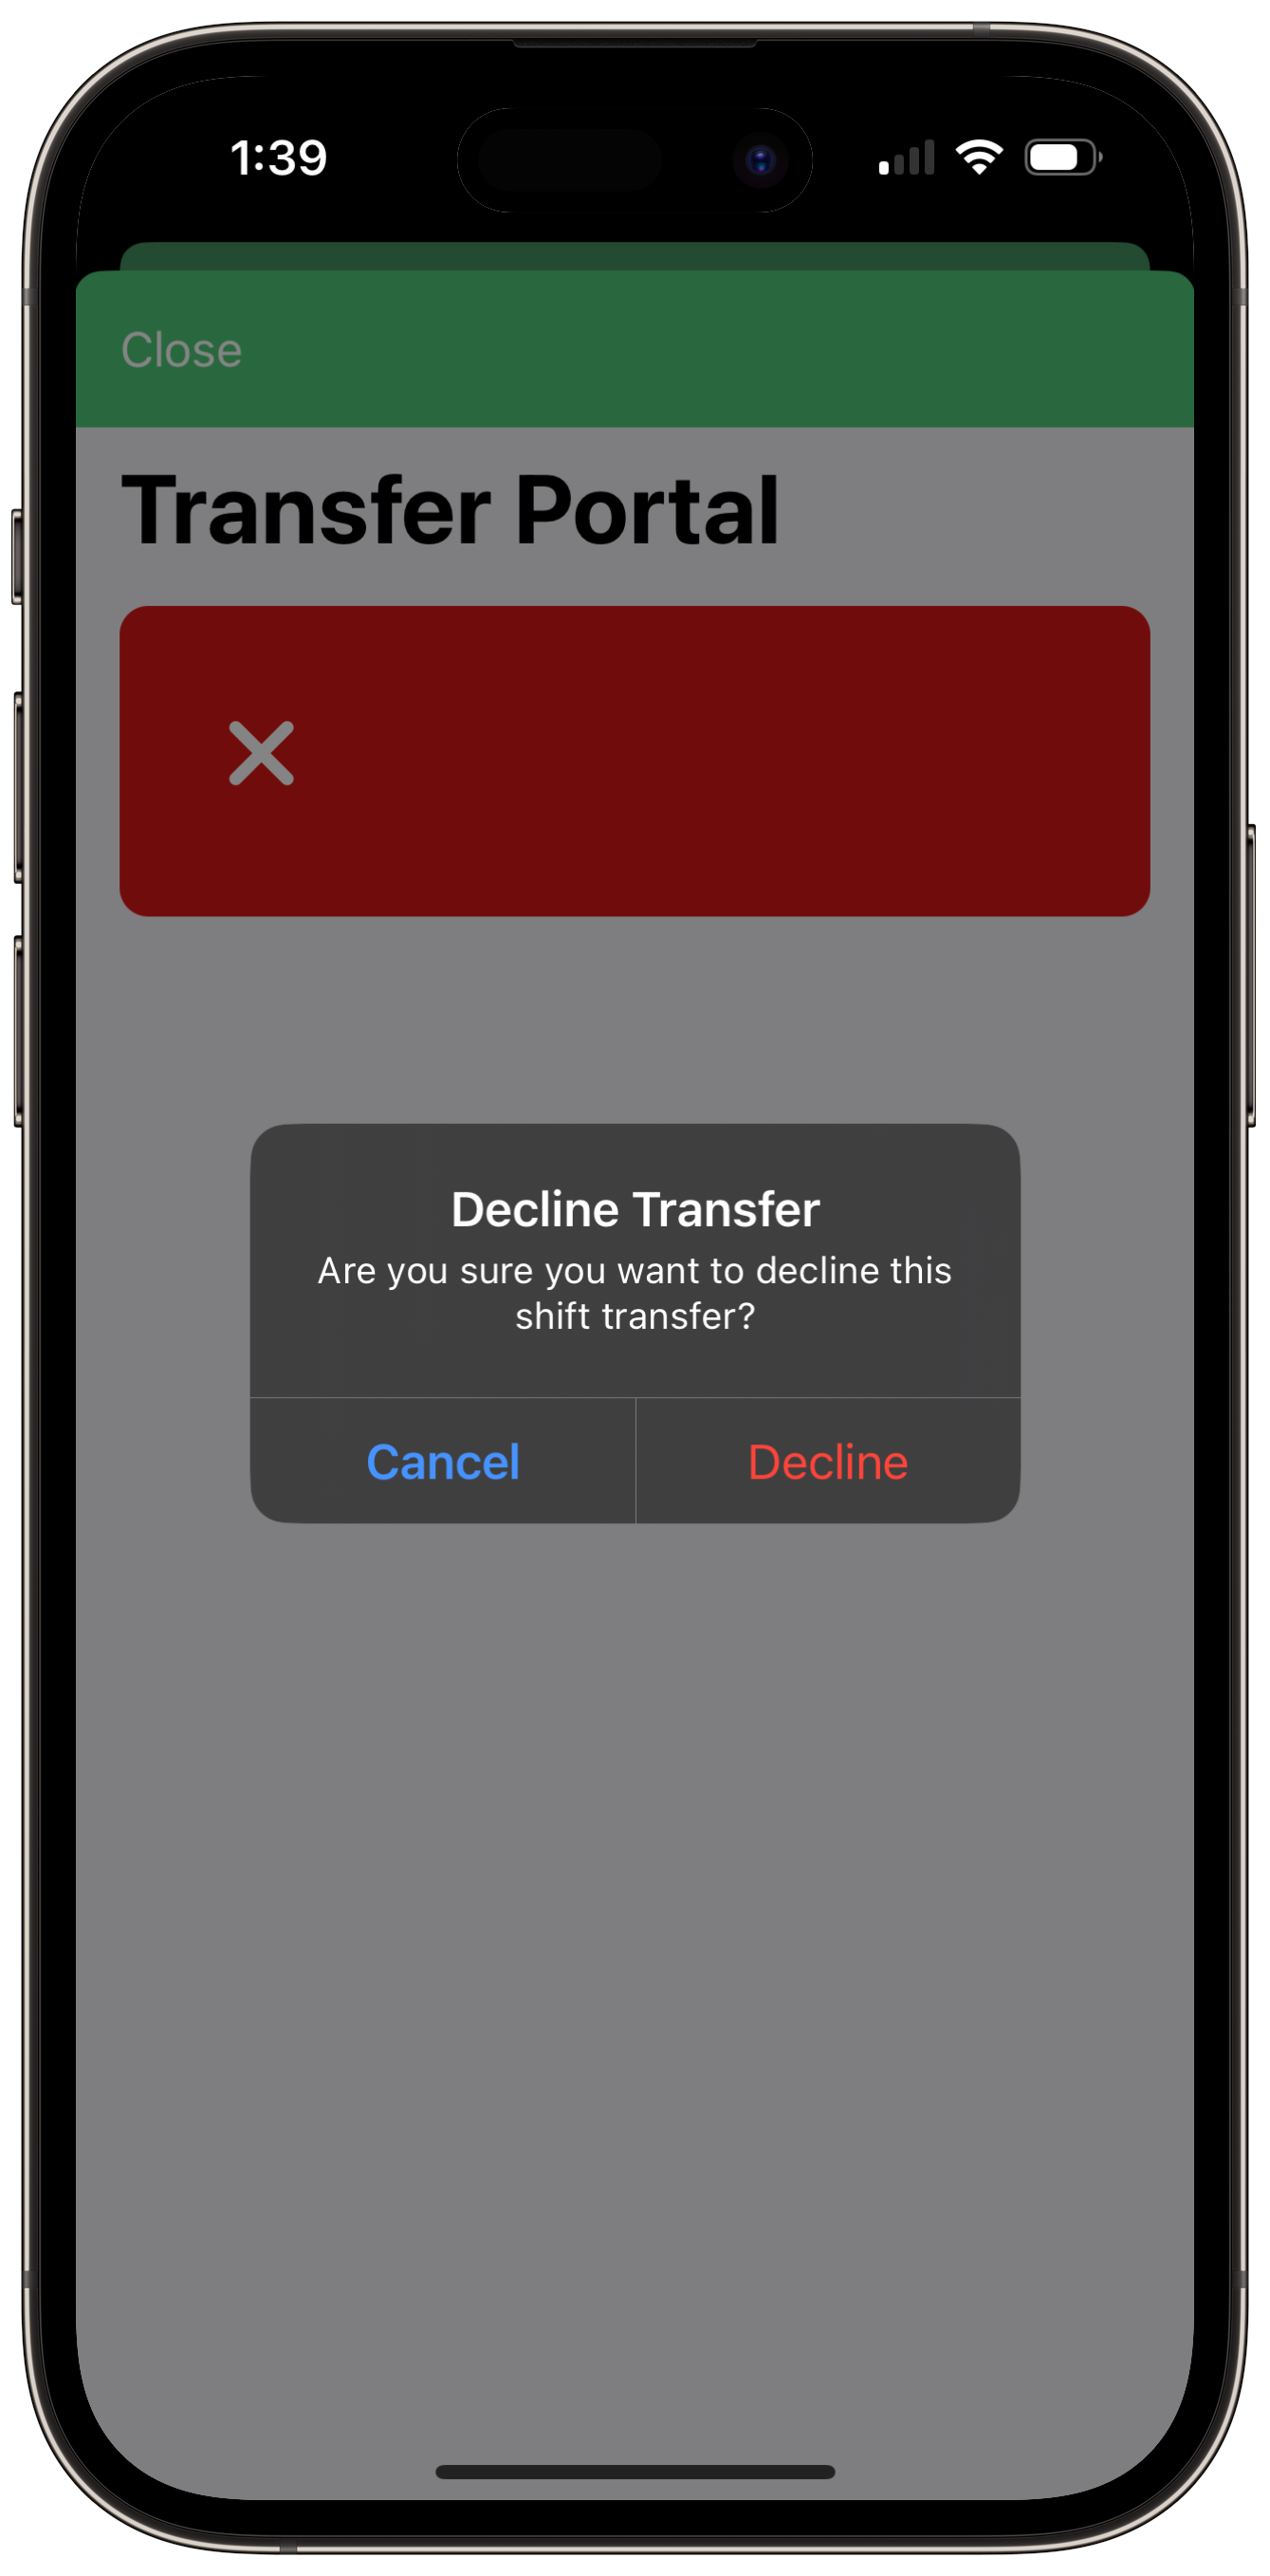 1:39
Close
Transfer Portal
Decline Transfer
Are you sure you want to decline this
shift transfer?
Cancel
Decline